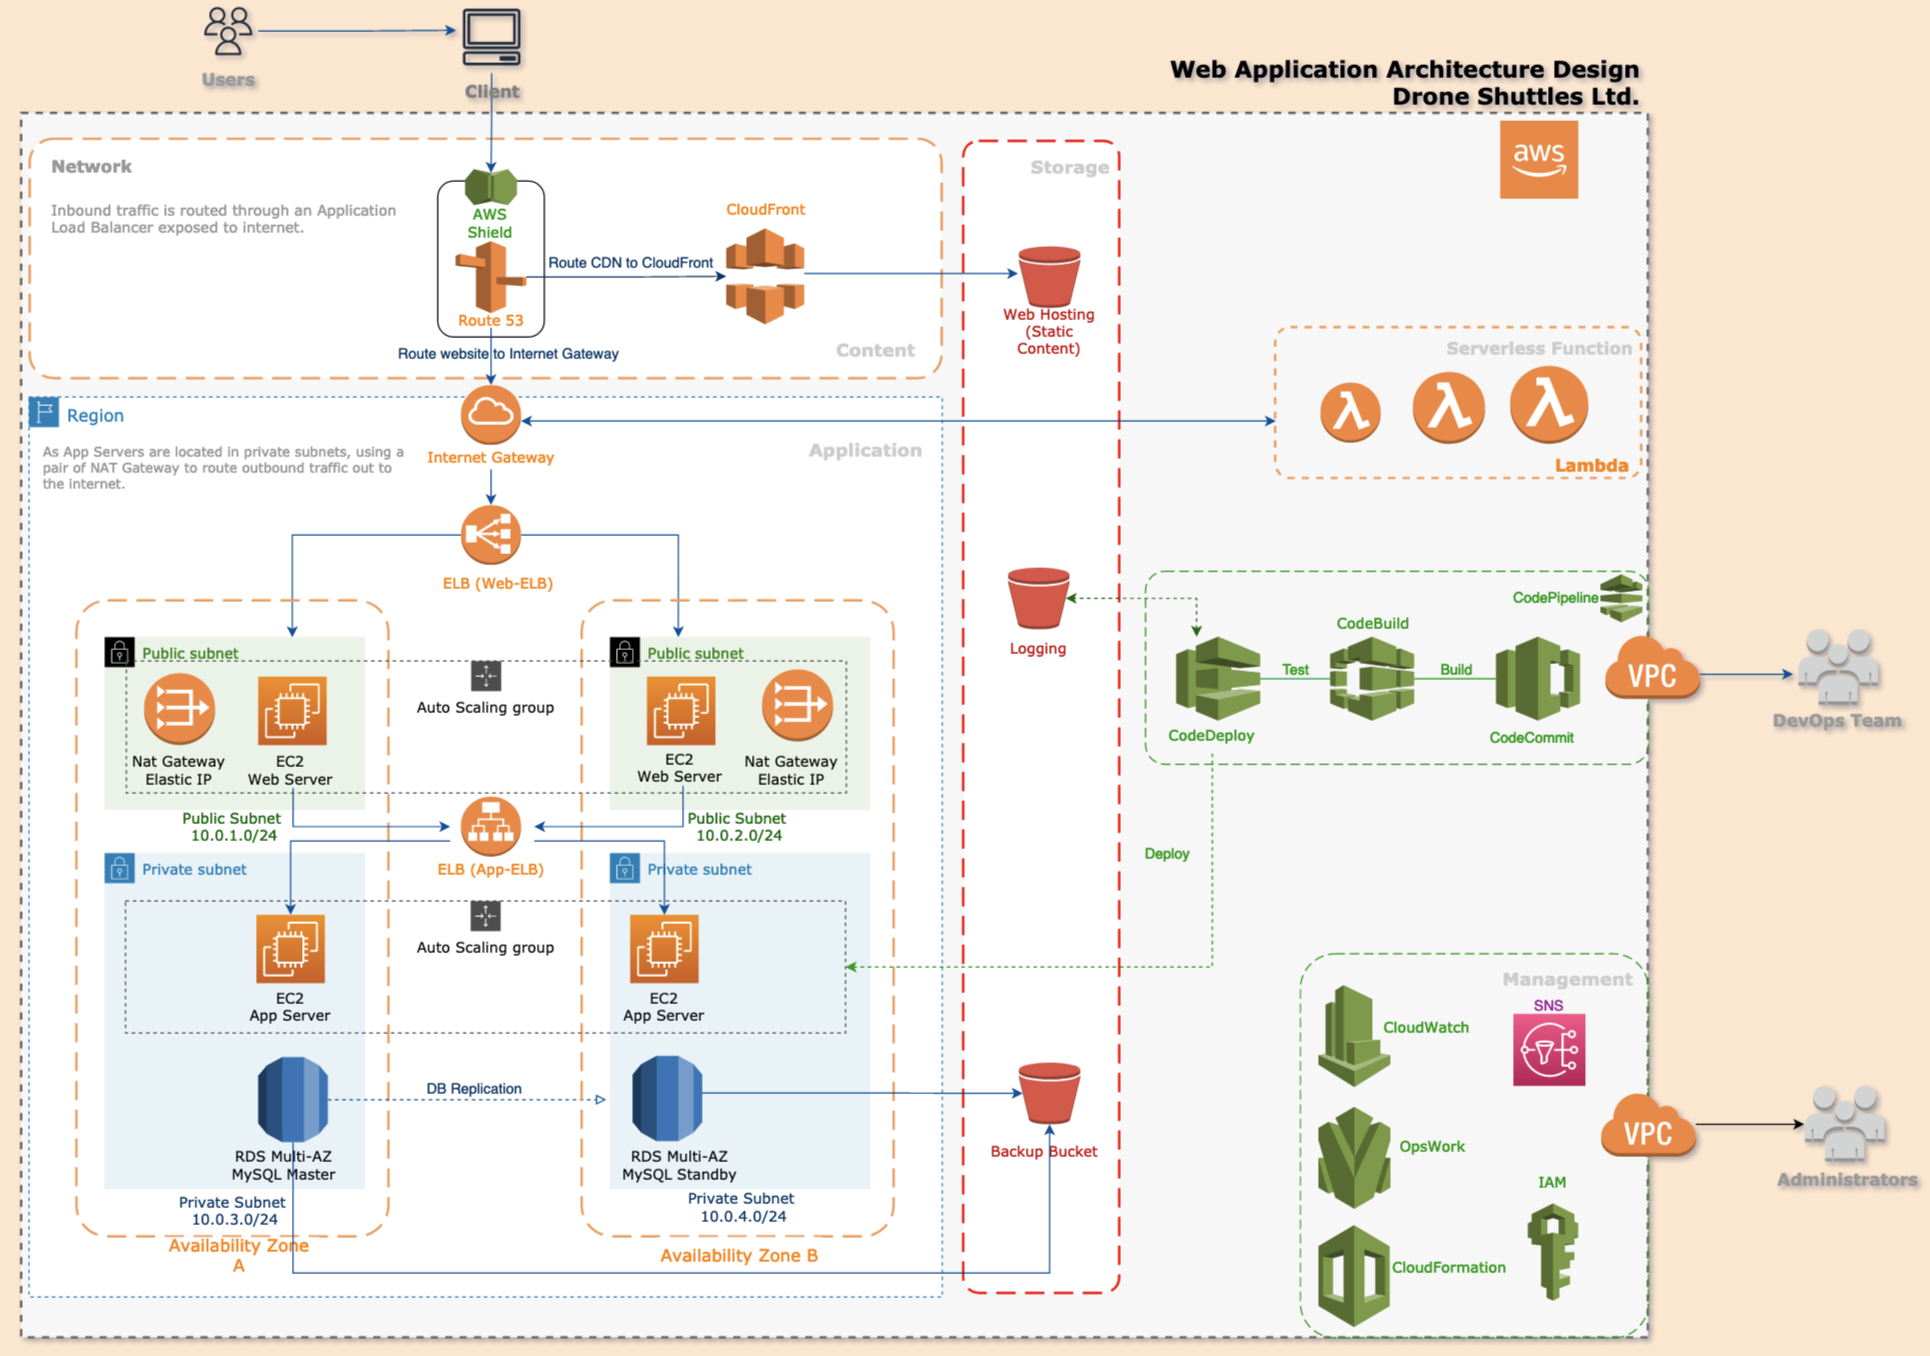 Users
Client
Web Application Architecture Design
Drone Shuttles Ltd.
aws
Network
Inbound traffic is routed through an Application
Load Balancer exposed to internet.
AWS
Shield
Route 53
Route CDN to CloudFront
CloudFront
Route website to Internet Gateway
Content
Storage
Web Hosting
(Static
Content)
Serverless Function
Lambda
Region
As App Servers are located in private subnets, using a
pair of NAT Gateway to route outbound traffic out to
the internet.
Internet Gateway
Application
ELB (Web-ELB)
Public subnet
Nat Gateway
Elastic IP
EC2
Web Server
Auto Scaling group
Public subnet
EC2
Web Server
Nat Gateway
Elastic IP
Public Subnet
10.0.1.0/24
Public Subnet
10.0.2.0/24
ELB (App-ELB)
Private subnet
Private subnet
Auto Scaling group
EC2
App Server
EC2
App Server
DB Replication
RDS Multi-AZ
MySQL Master
RDS Multi-AZ
MySQL Standby
Private Subnet
10.0.3.0/24
Private Subnet
10.0.4.0/24
Availability Zone
A
Availability Zone B
Logging
Backup Bucket
CodePipeline
CodeBuild
Test
Build
CodeDeploy
CodeCommit
Deploy
VPC
DevOps Team
Management
SNS
CloudWatch
OpsWork
IAM
CloudFormation
VPC
Administrators